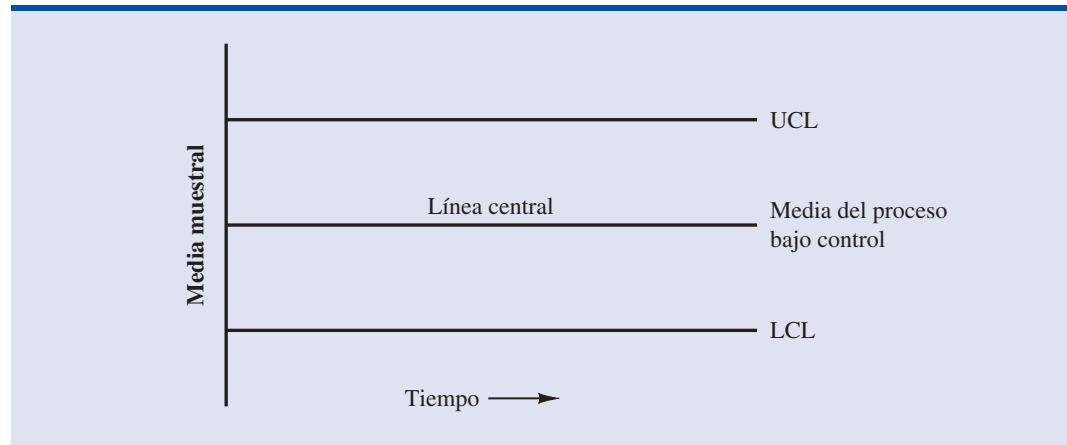 Media muestral
UCL
Línea central
Media del proceso
bajo control
LCL
Tiempo